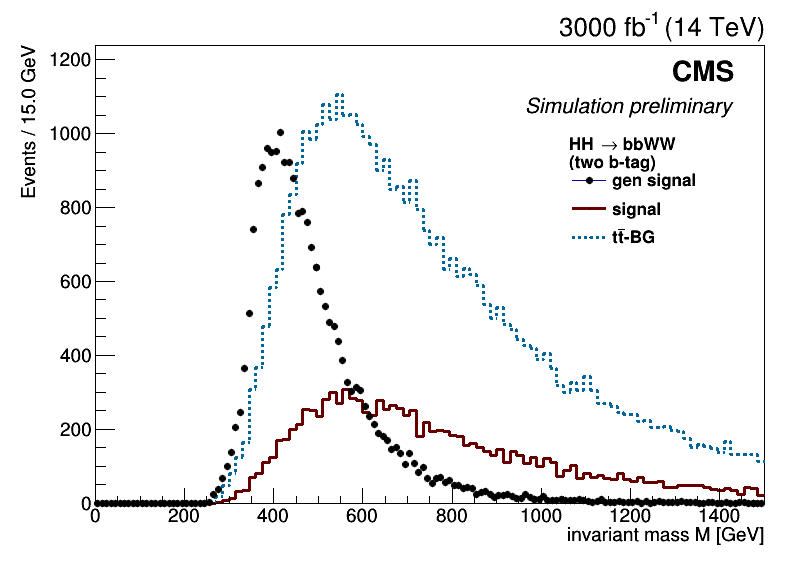 3000 fb⁻¹ (14 TeV)
Events / 15.0 GeV
CMS
Simulation preliminary
HH → bbWW
(two b-tag)
gen signal
signal
tt̄-BG
1200
1000
800
600
400
200
0
0 200 400 600 800 1000 1200 1400
invariant mass M [GeV]